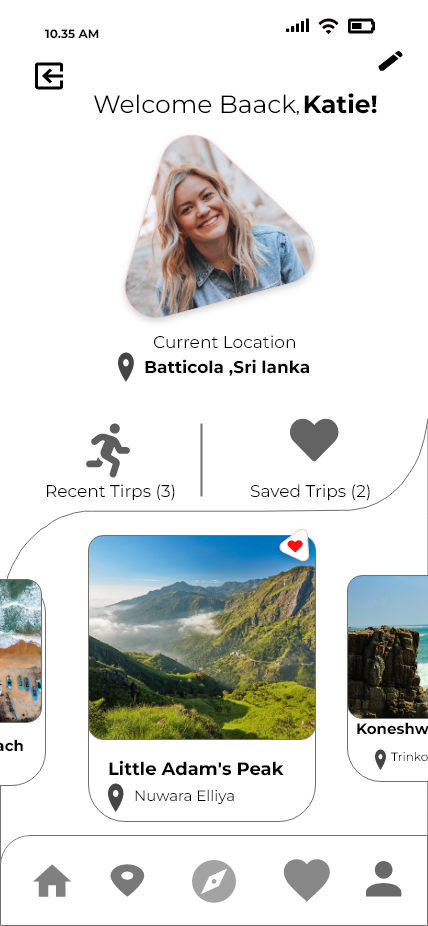 10.35 AM
Welcome Baack, Katie!
Current Location
Batticola ,Sri lanka
Recent Tirps (3)
Saved Trips (2)
ach
Little Adam's Peak
Nuwara Elliya
Koneshw
Trinko